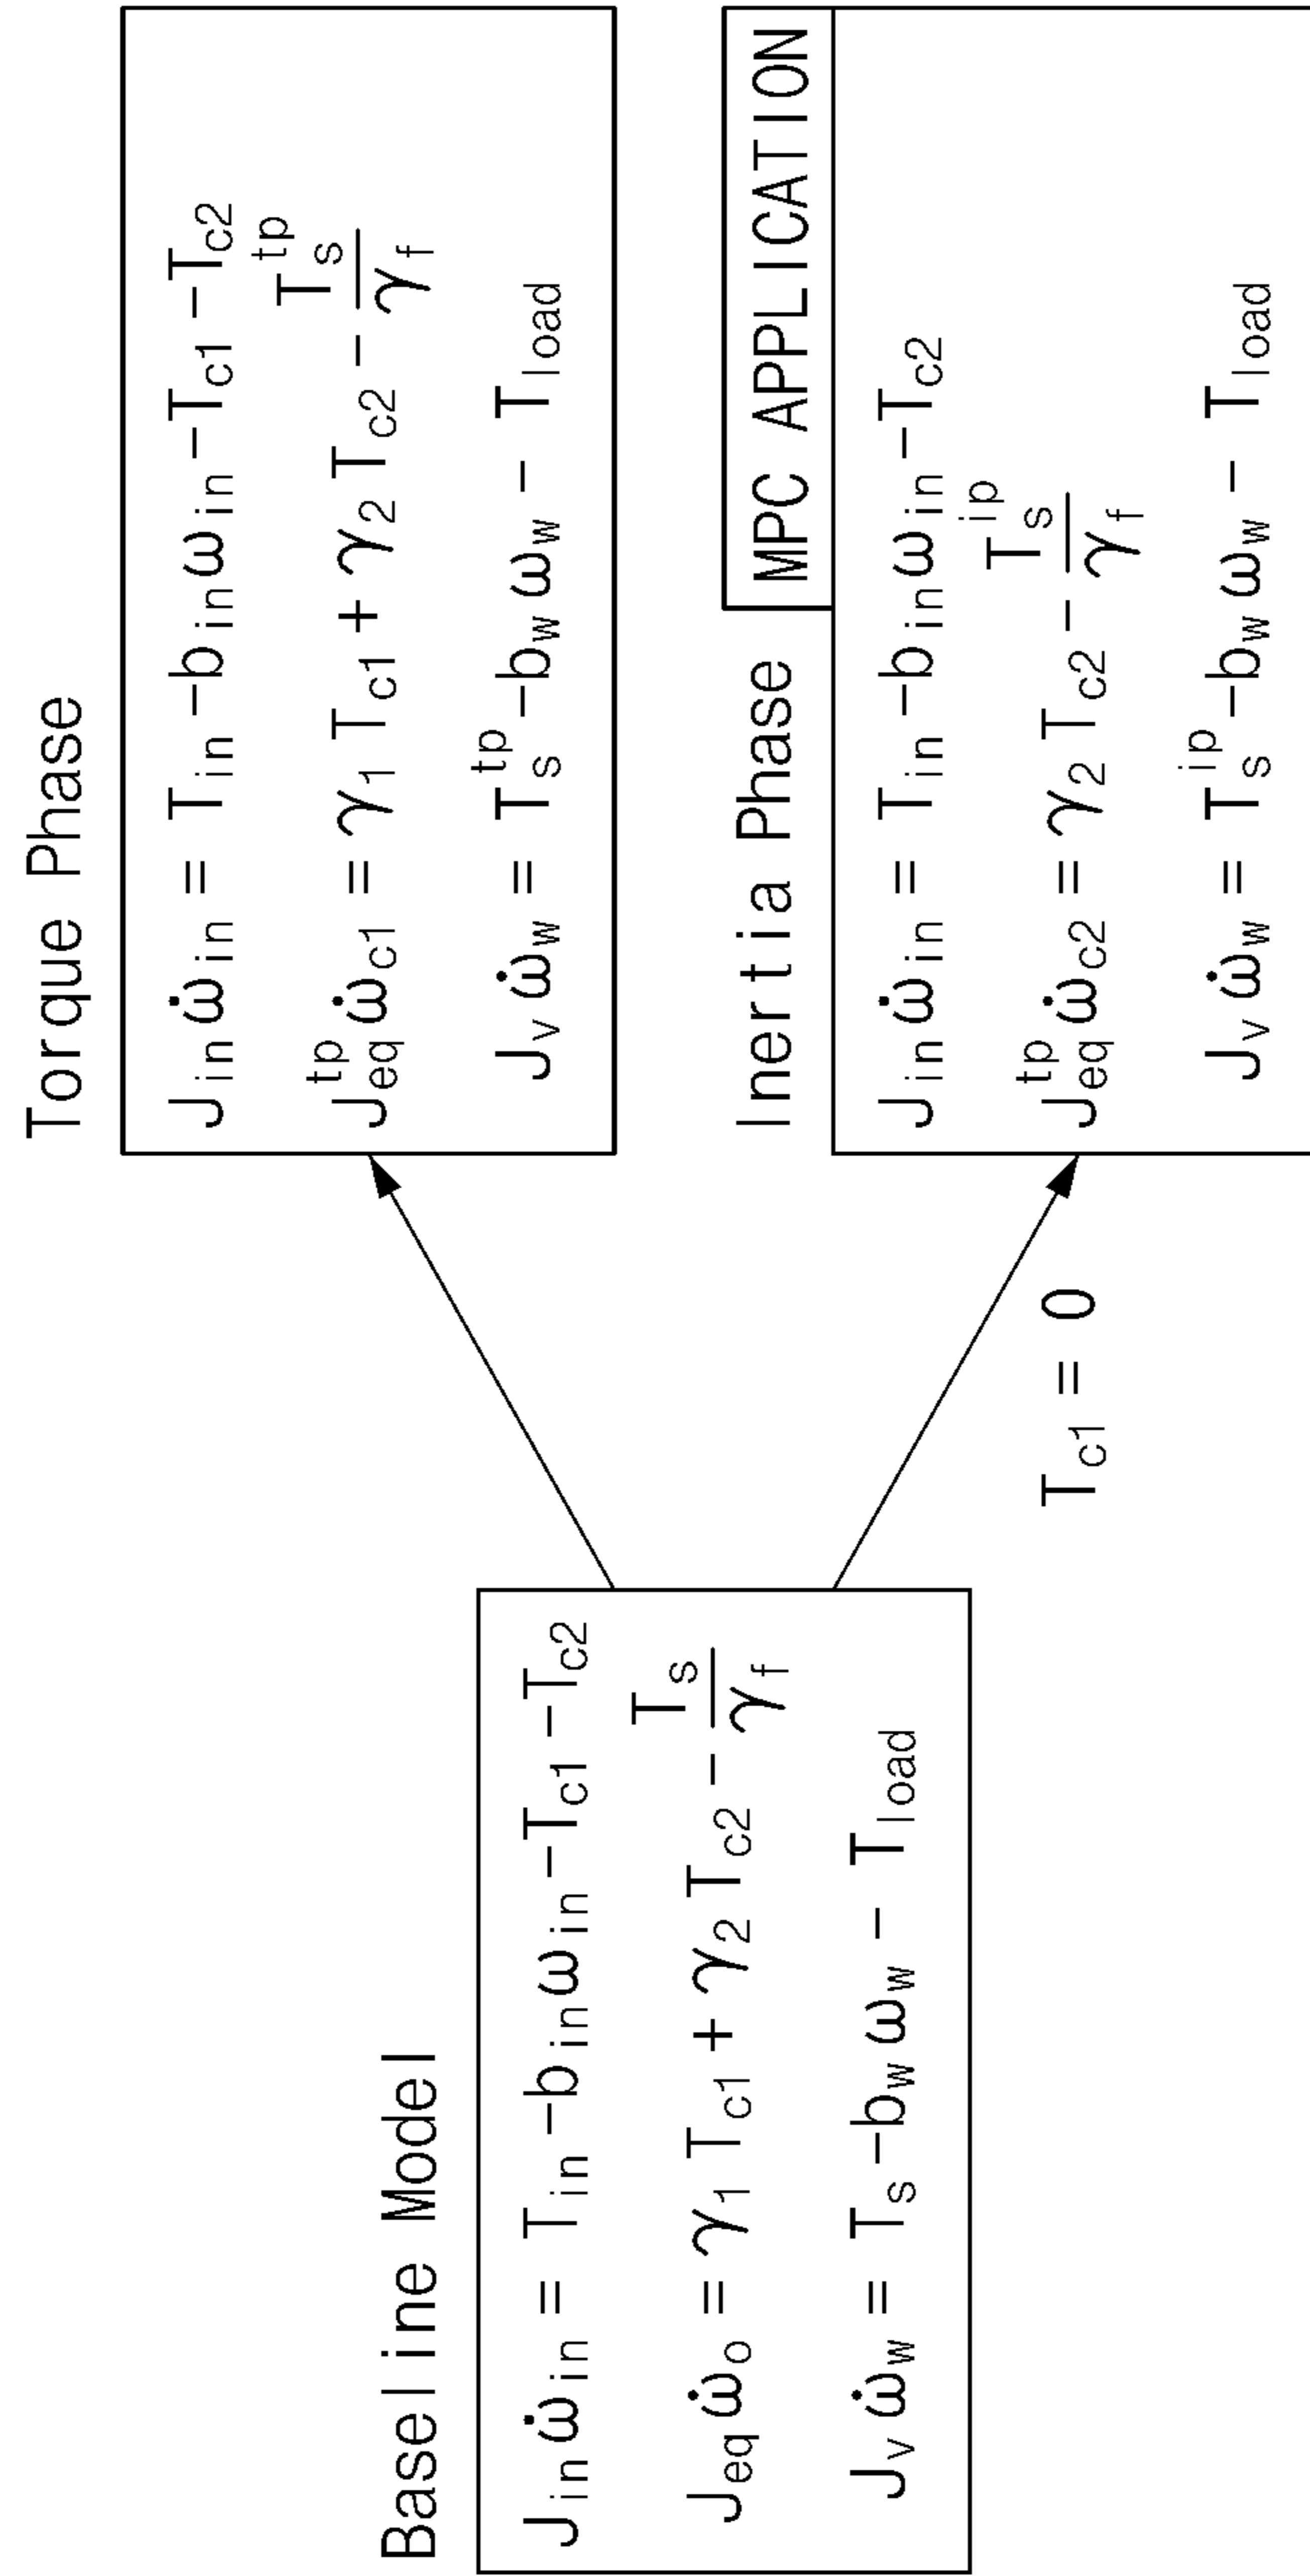 Baseline Model
J_in ω̇_in = T_in -b_in ω_in -T_c1 -T_c2
J_eq ω̇_o = γ_1 T_c1 + γ_2 T_c2 - T_s/γ_f
J_v ω̇_w = T_s -b_w ω_w - T_load
Torque Phase
J_in ω̇_in = T_in -b_in ω_in -T_c1 -T_c2
J_eq^tp ω̇_c1 = γ_1 T_c1 + γ_2 T_c2 - T_s^tp/γ_f
J_v ω̇_w = T_s^tp -b_w ω_w - T_load
T_c1 = 0
Inertia Phase
MPC APPLICATION
J_in ω̇_in = T_in -b_in ω_in -T_c2
J_eq^tp ω̇_c2 = γ_2 T_c2 - T_s^ip/γ_f
J_v ω̇_w = T_s^ip -b_w ω_w - T_load